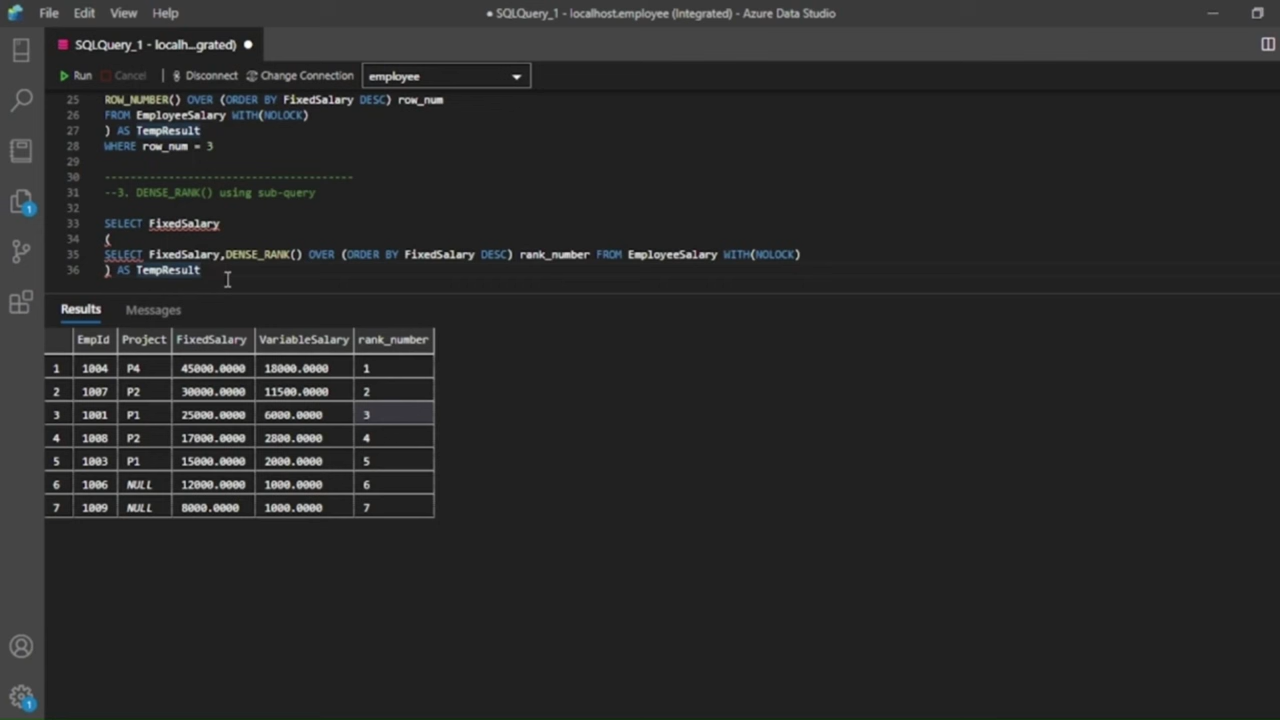 File Edit View Help
● SQLQuery_1 - localhost.employee (Integrated) - Azure Data Studio
SQLQuery_1 - localh...grated) ●
Run Cancel Disconnect Change Connection employee
25 ROW_NUMBER() OVER (ORDER BY FixedSalary DESC) row_num
26 FROM EmployeeSalary WITH(NOLOCK)
27 ) AS TempResult
28 WHERE row_num = 3
29
30 -------------------------------------
31 --3. DENSE_RANK() using sub-query
32
33 SELECT FixedSalary
34 (
35 SELECT FixedSalary,DENSE_RANK() OVER (ORDER BY FixedSalary DESC) rank_number FROM EmployeeSalary WITH(NOLOCK)
36 ) AS TempResult
Results Messages
EmpId Project FixedSalary VariableSalary rank_number
1 1004 P4 45000.0000 18000.0000 1
2 1007 P2 30000.0000 11500.0000 2
3 1001 P1 25000.0000 6000.0000 3
4 1008 P2 17000.0000 2800.0000 4
5 1003 P1 15000.0000 2000.0000 5
6 1006 NULL 12000.0000 1000.0000 6
7 1009 NULL 8000.0000 1000.0000 7
1
1